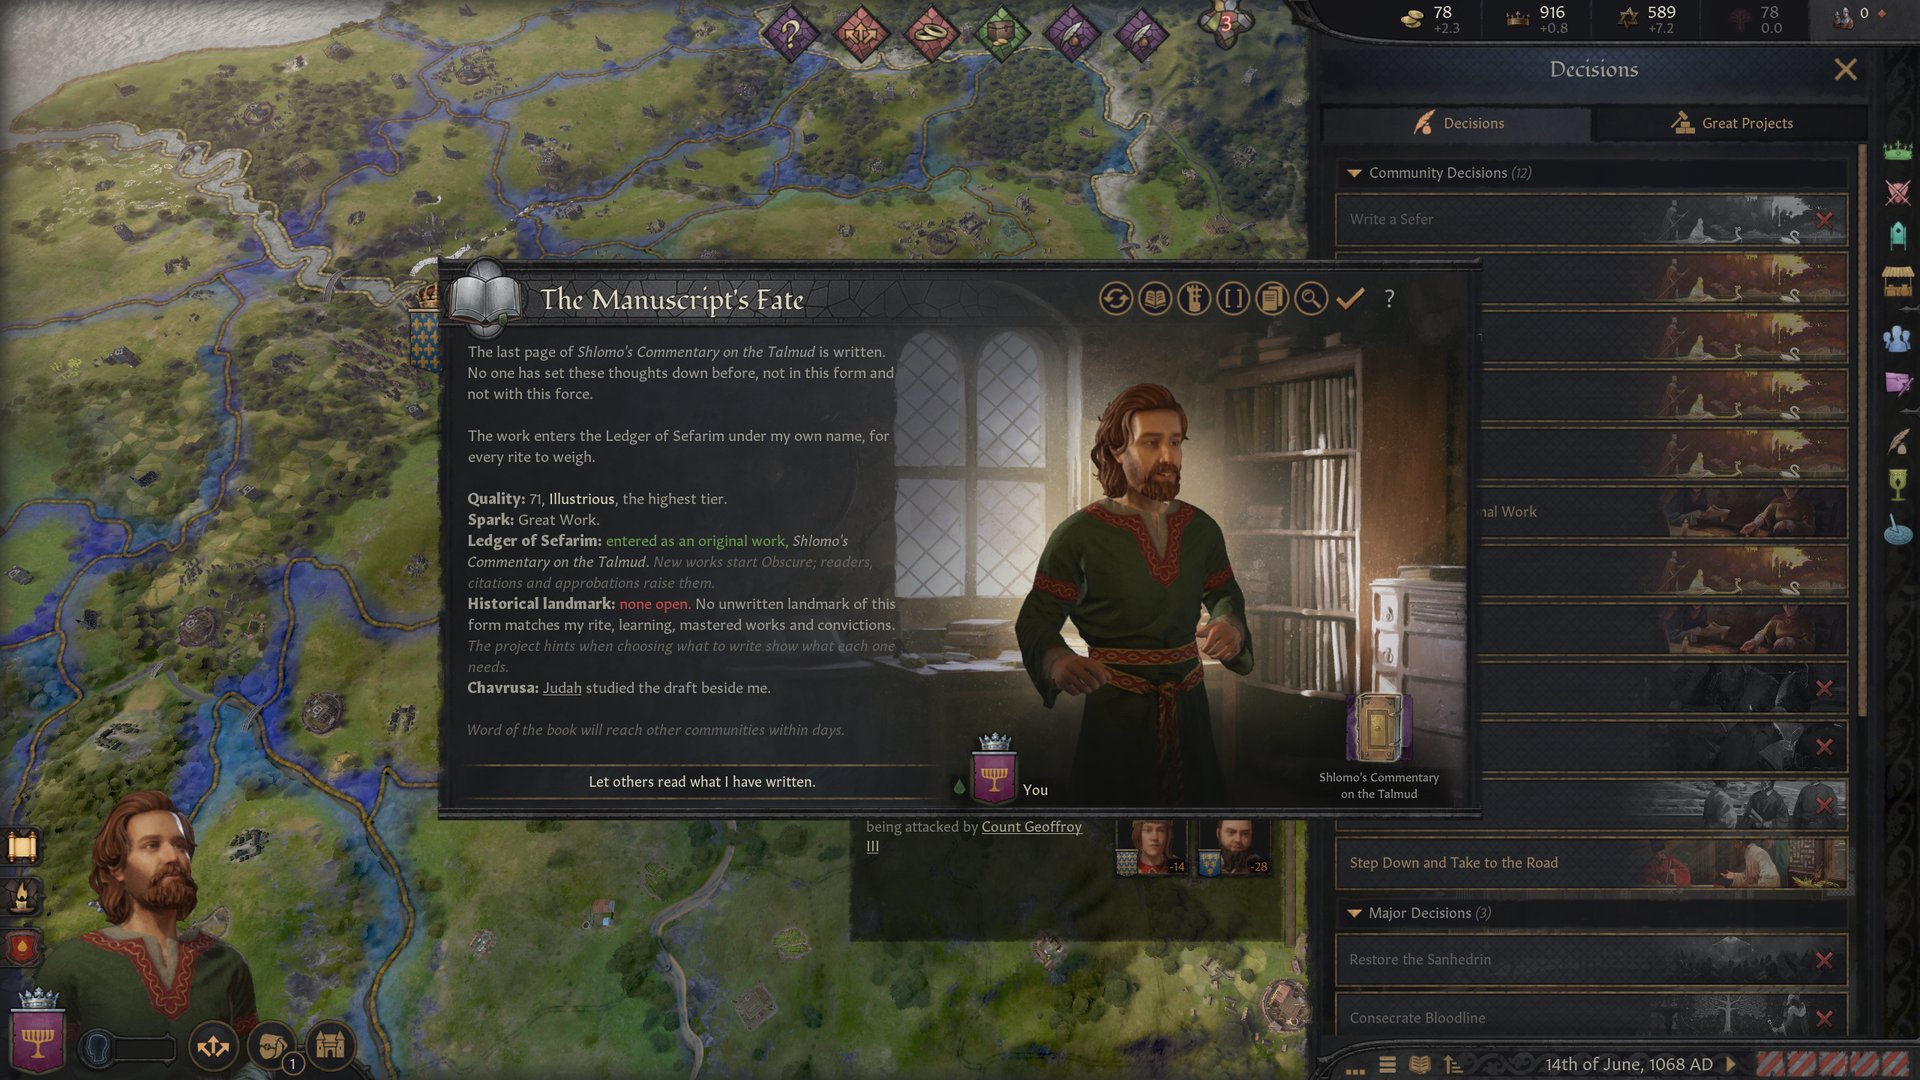 78
+2.3
916
+0.8
589
+7.2
78
0.0
0
3
Decisions
Decisions
Great Projects
Community Decisions (12)
Write a Sefer
The Manuscript's Fate
?
The last page of Shlomo's Commentary on the Talmud is written.
No one has set these thoughts down before, not in this form and
not with this force.
The work enters the Ledger of Sefarim under my own name, for
every rite to weigh.
Quality: 71, Illustrious, the highest tier.
Spark: Great Work.
Ledger of Sefarim: entered as an original work, Shlomo's
Commentary on the Talmud. New works start Obscure; readers,
citations and approbations raise them.
Historical landmark: none open. No unwritten landmark of this
form matches my rite, learning, mastered works and convictions.
The project hints when choosing what to write show what each one
needs.
Chavrusa: Judah studied the draft beside me.
Word of the book will reach other communities within days.
Let others read what I have written.
You
Shlomo's Commentary
on the Talmud
nal Work
being attacked by Count Geoffroy
III
-14
-28
Step Down and Take to the Road
Major Decisions (3)
Restore the Sanhedrin
Consecrate Bloodline
1
14th of June, 1068 AD